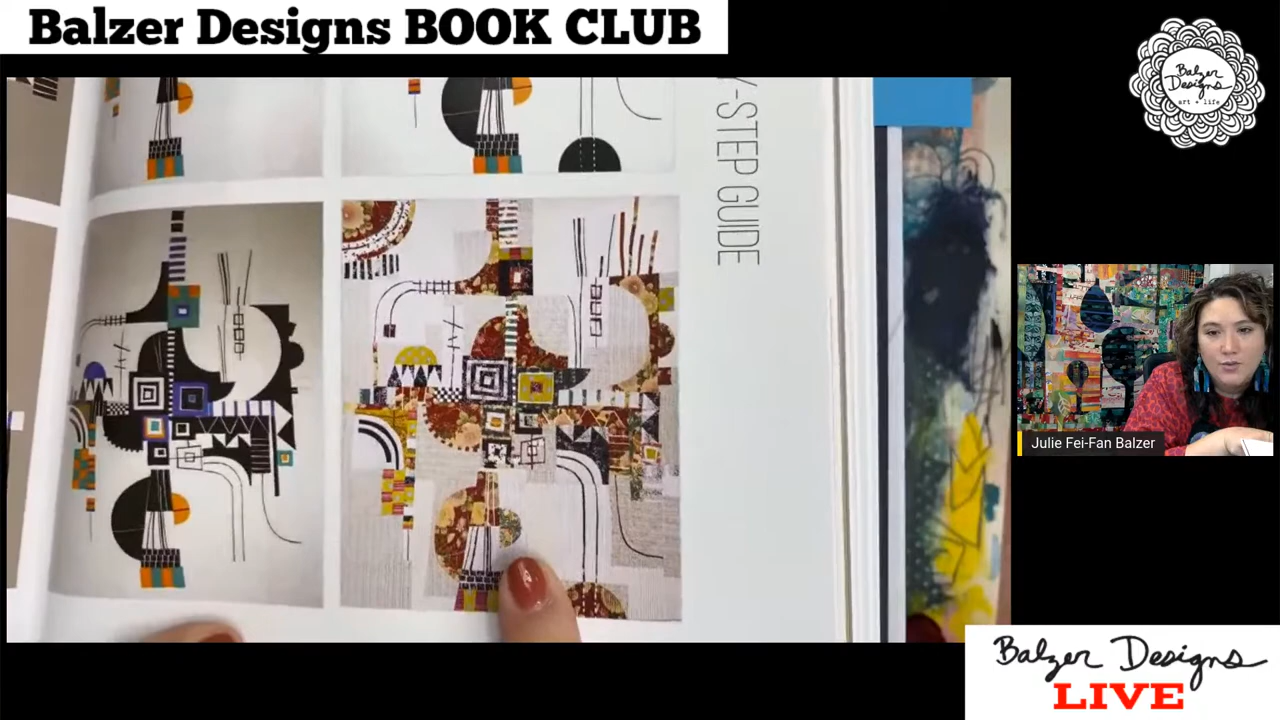 Balzer Designs BOOK CLUB
Balzer
Designs
art + life
-STEP GUIDE
Julie Fei-Fan Balzer
Balzer Designs
LIVE